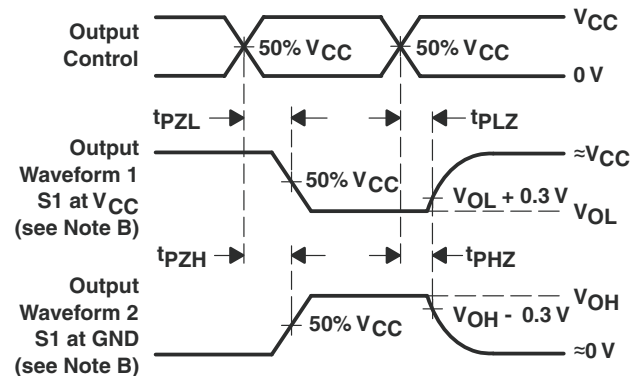 Output
Control
50% VCC
50% VCC
VCC
0 V
tPZL
tPLZ
Output
Waveform 1
S1 at VCC
(see Note B)
50% VCC
VOL + 0.3 V
≈VCC
VOL
tPZH
tPHZ
Output
Waveform 2
S1 at GND
(see Note B)
50% VCC
VOH - 0.3 V
VOH
≈0 V